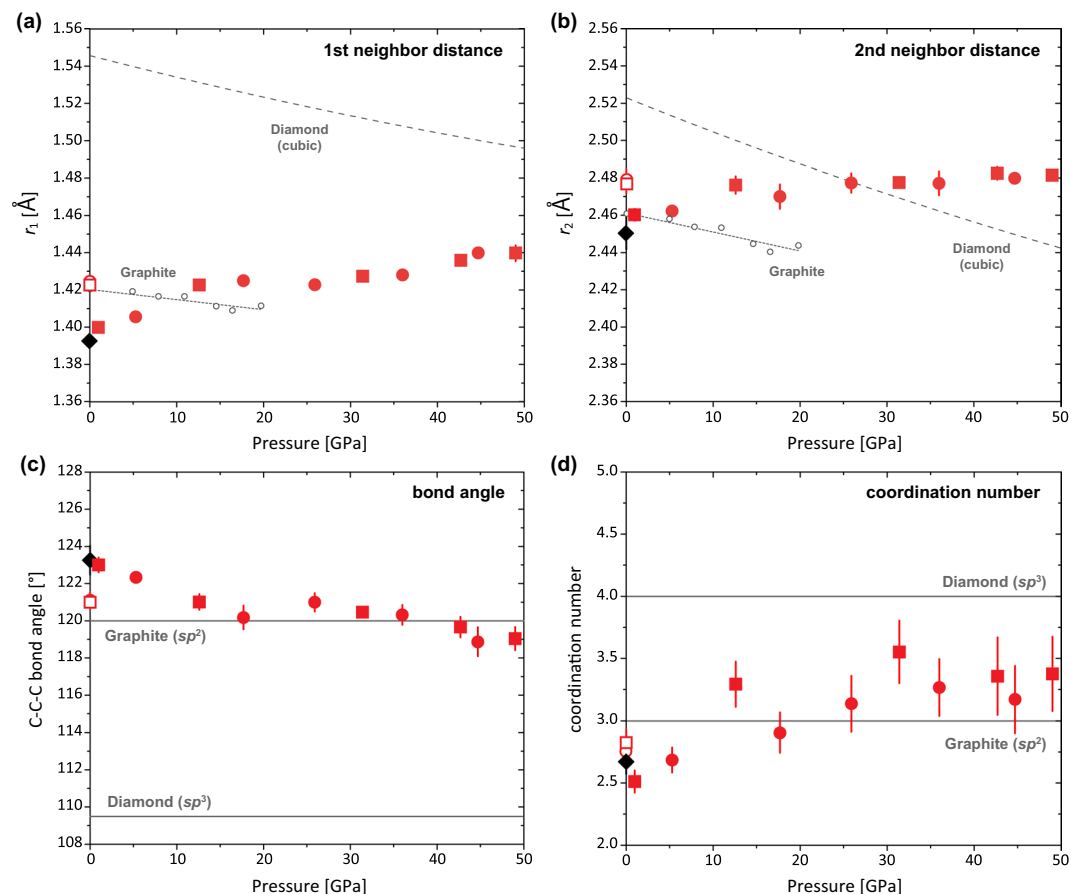 (a)
1st neighbor distance
1.56
1.54
1.52
1.50
1.48
1.46
1.44
1.42
1.40
1.38
1.36
r1 [Å]
Diamond
(cubic)
Graphite
0
10
20
30
40
50
Pressure [GPa]
(b)
2nd neighbor distance
2.56
2.54
2.52
2.50
2.48
2.46
2.44
2.42
2.40
2.38
2.36
r2 [Å]
Graphite
Diamond
(cubic)
0
10
20
30
40
50
Pressure [GPa]
(c)
bond angle
128
126
124
122
120
118
116
114
112
110
108
C-C-C bond angle [°]
Graphite (sp²)
Diamond (sp³)
0
10
20
30
40
50
Pressure [GPa]
(d)
coordination number
5.0
4.5
4.0
3.5
3.0
2.5
2.0
coordination number
Diamond (sp³)
Graphite (sp²)
0
10
20
30
40
50
Pressure [GPa]